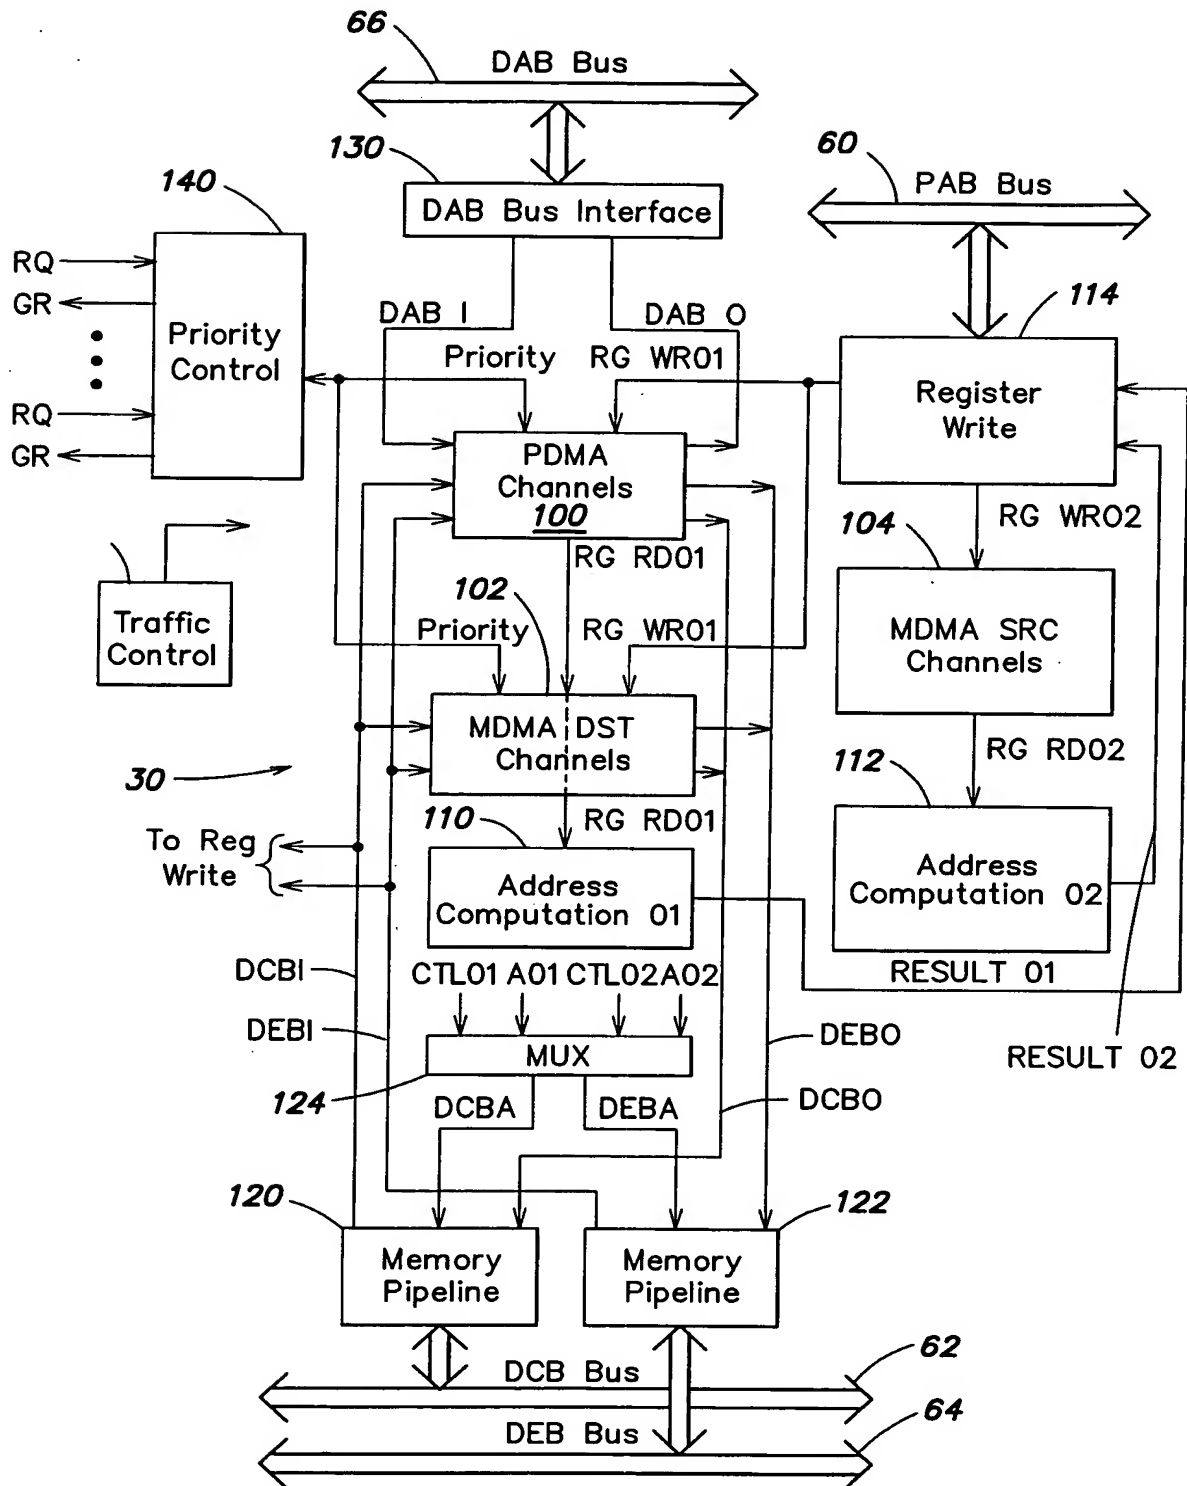 66
DAB Bus
130
DAB Bus Interface
60
PAB Bus
140
RQ
GR
Priority
Control
RQ
GR
DAB I
DAB O
Priority
RG WR01
114
Register
Write
PDMA
Channels
100
RG RD01
RG WR02
104
MDMA SRC
Channels
Traffic
Control
102
Priority
RG WR01
MDMA DST
Channels
RG RD02
112
30
To Reg
Write
110
RG RD01
Address
Computation 01
Address
Computation 02
RESULT 01
DCBI
CTL01 A01 CTL02 A02
DEBI
MUX
DEBO
RESULT 02
124
DCBA
DEBA
DCBO
120
122
Memory
Pipeline
Memory
Pipeline
DCB Bus
62
DEB Bus
64